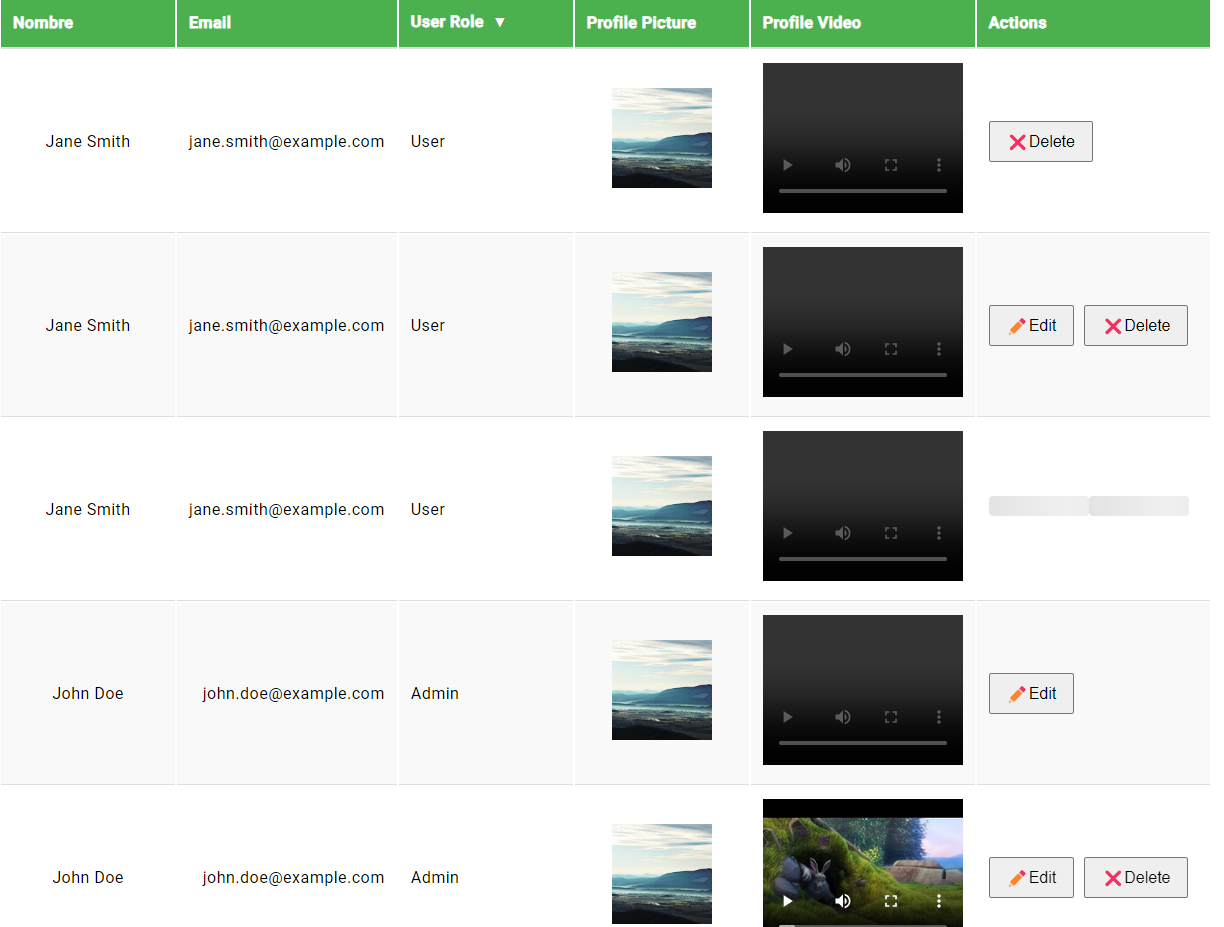 Nombre Email User Role ▼ Profile Picture Profile Video Actions
Jane Smith jane.smith@example.com User ❌Delete
Jane Smith jane.smith@example.com User Edit ❌Delete
Jane Smith jane.smith@example.com User
John Doe john.doe@example.com Admin Edit
John Doe john.doe@example.com Admin Edit ❌Delete